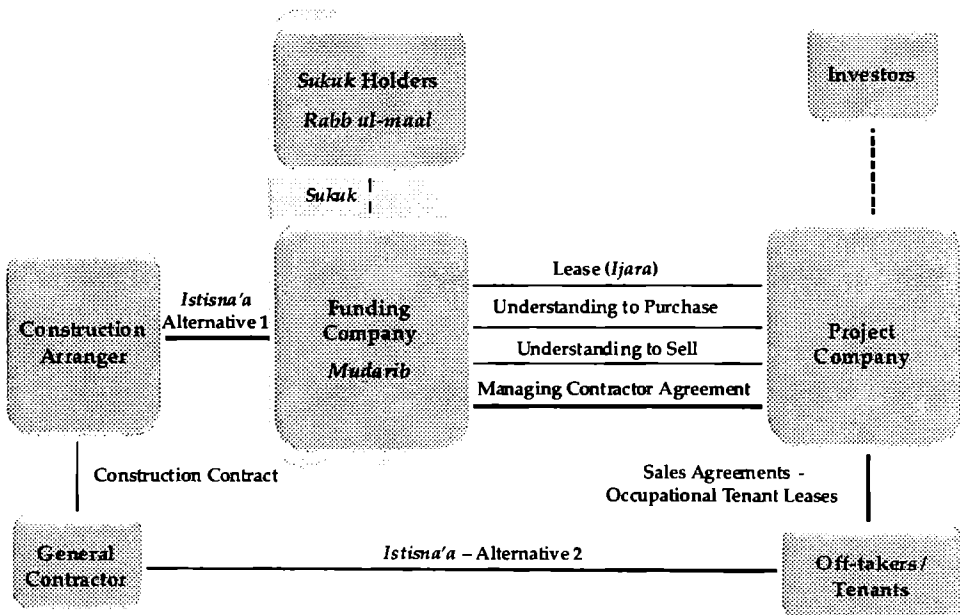 Sukuk Holders
Rabb ul-maal
Investors
Sukuk
Construction
Arranger
Istisna'a
Alternative 1
Funding
Company
Mudarib
Lease (Ijara)
Understanding to Purchase
Understanding to Sell
Managing Contractor Agreement
Project
Company
Construction Contract
Sales Agreements -
Occupational Tenant Leases
General
Contractor
Istisna'a – Alternative 2
Off-takers/
Tenants